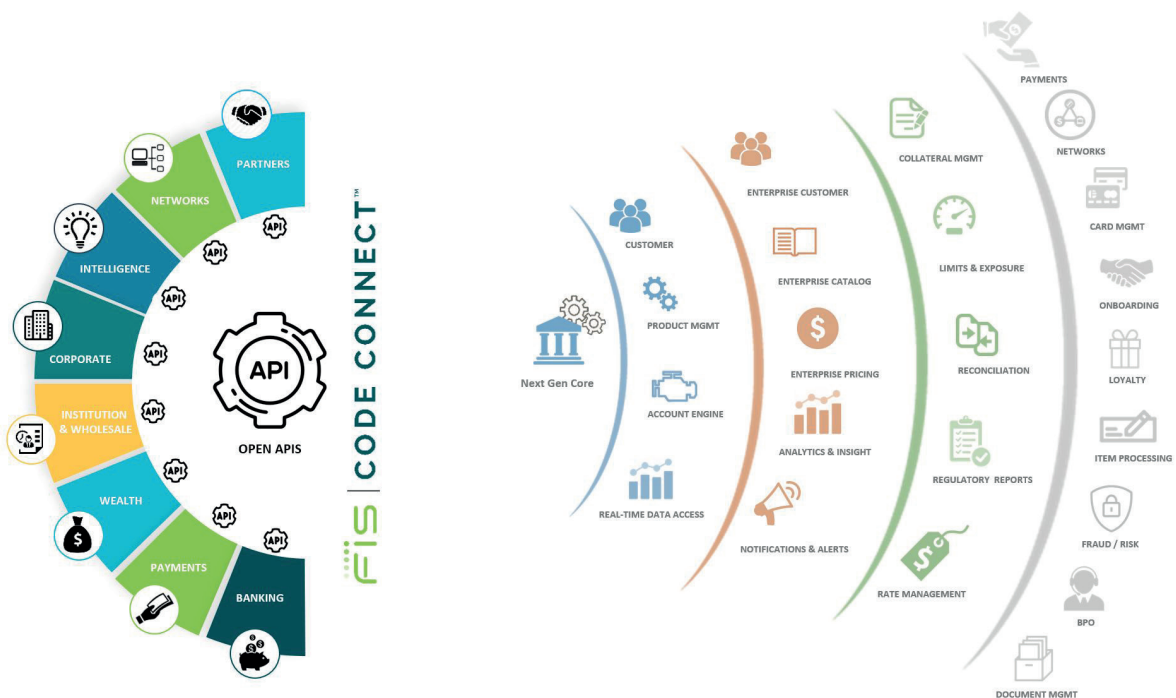 PARTNERS
NETWORKS
INTELLIGENCE
CORPORATE
INSTITUTION
& WHOLESALE
WEALTH
PAYMENTS
BANKING
API
API
API
API
API
API
API
API
API
OPEN APIS
FIS | CODE CONNECT™
Next Gen Core
CUSTOMER
PRODUCT MGMT
ACCOUNT ENGINE
REAL-TIME DATA ACCESS
ENTERPRISE CUSTOMER
ENTERPRISE CATALOG
$
ENTERPRISE PRICING
ANALYTICS & INSIGHT
NOTIFICATIONS & ALERTS
COLLATERAL MGMT
LIMITS & EXPOSURE
RECONCILIATION
REGULATORY REPORTS
$
RATE MANAGEMENT
PAYMENTS
NETWORKS
CARD MGMT
ONBOARDING
LOYALTY
ITEM PROCESSING
FRAUD / RISK
BPO
DOCUMENT MGMT